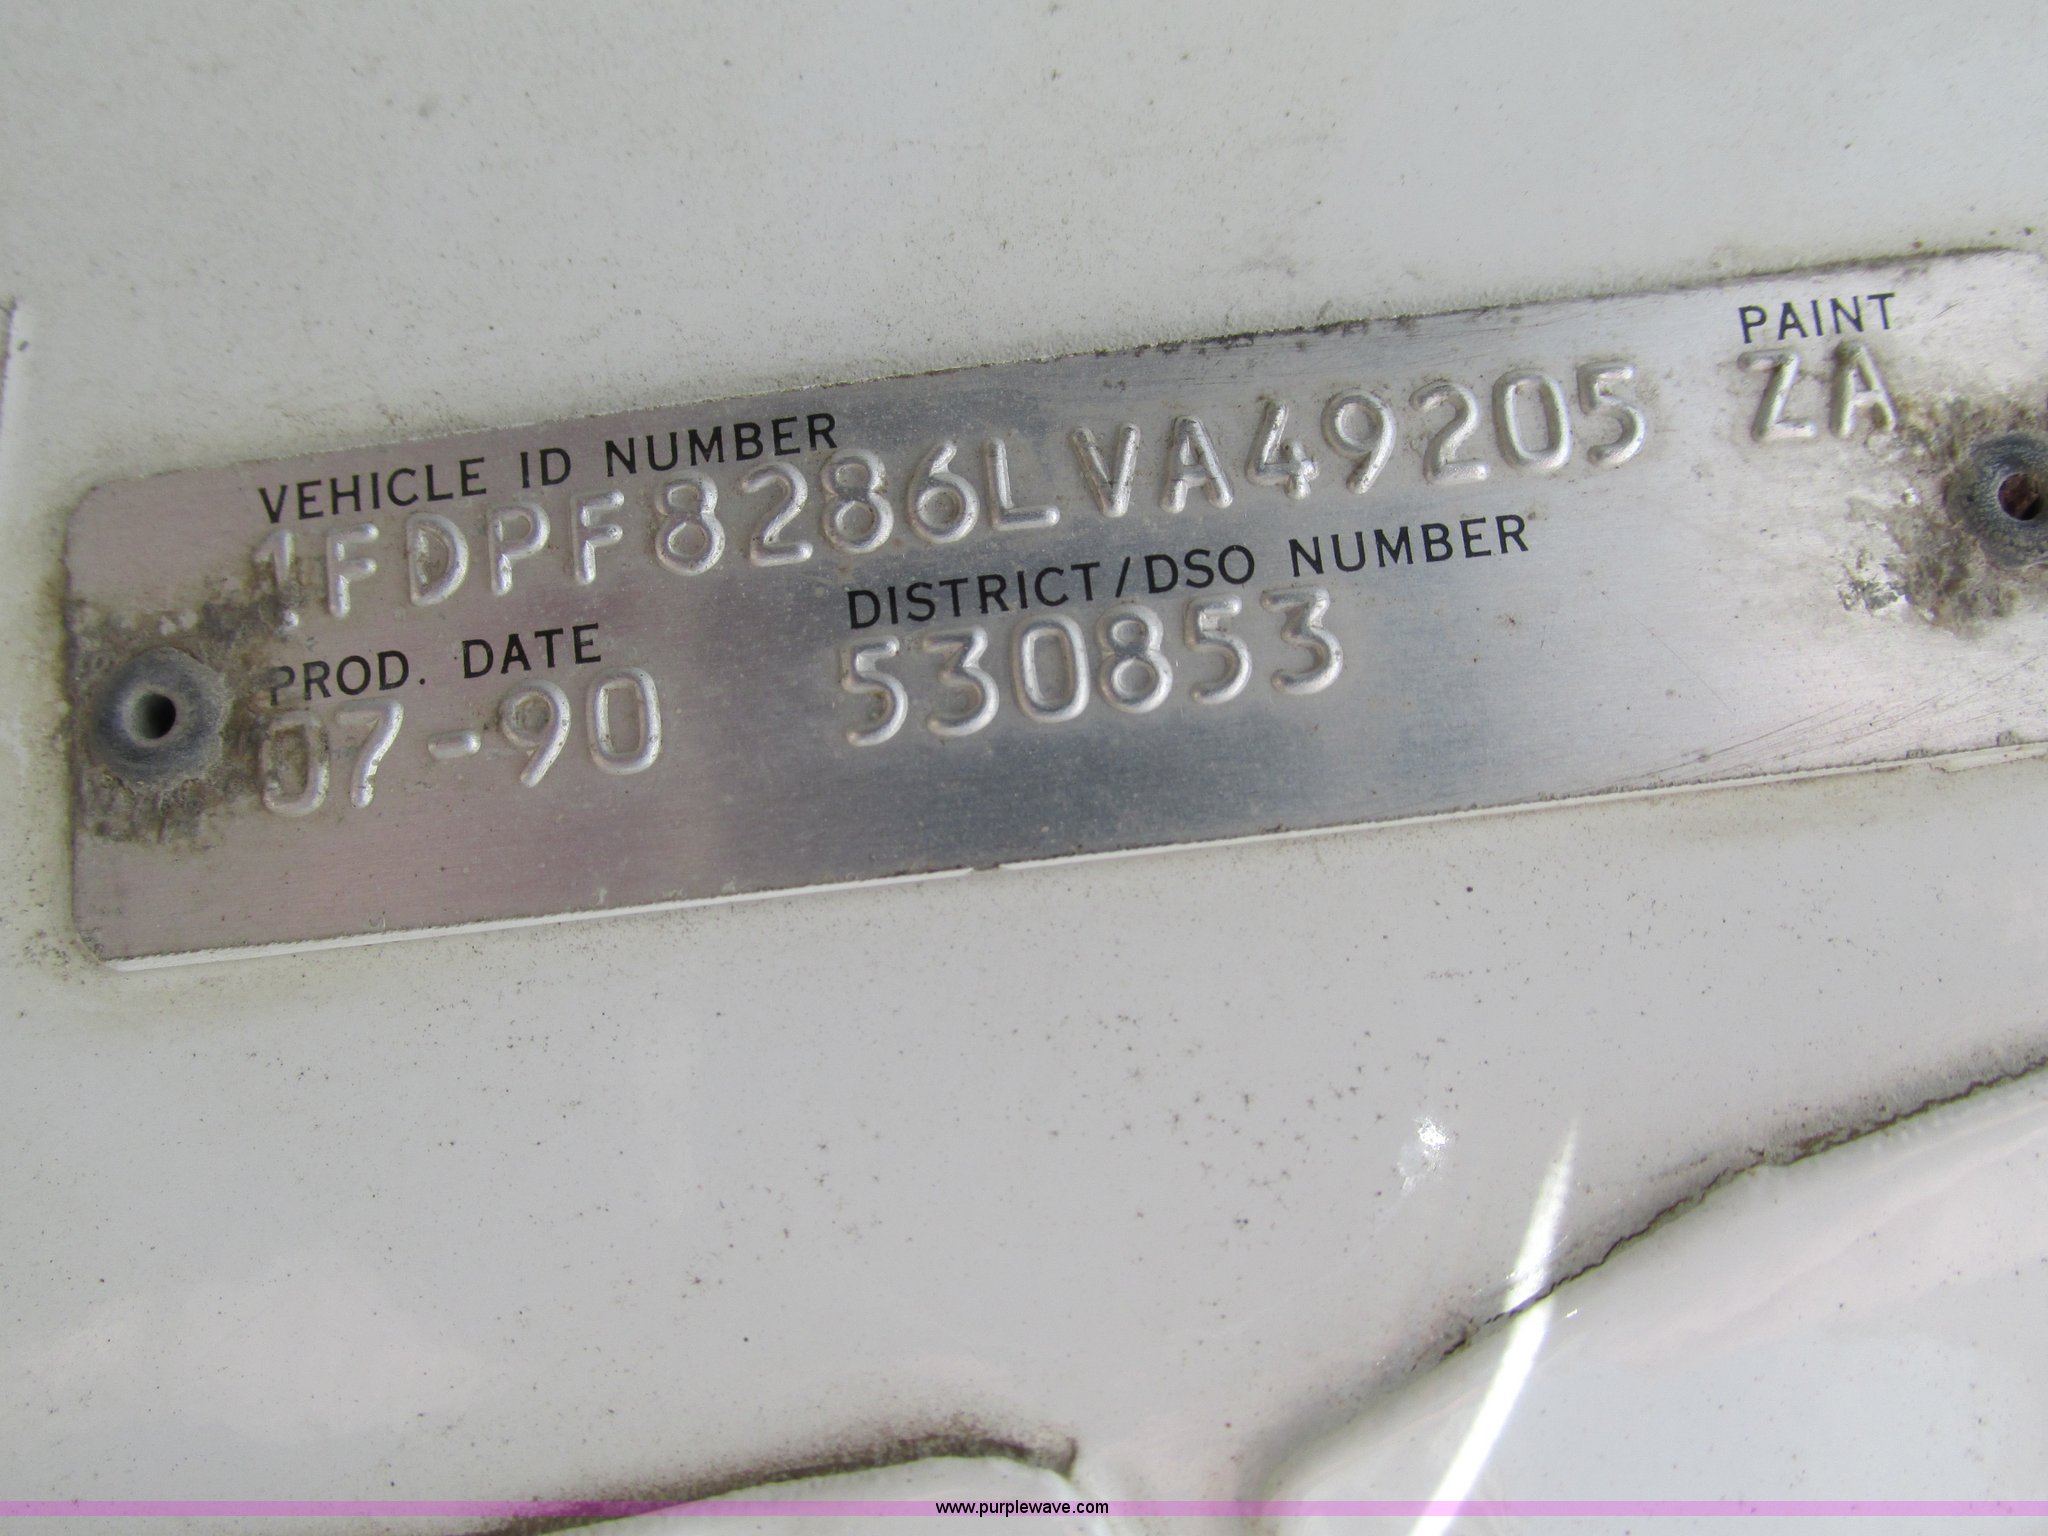 PAINT
VEHICLE ID NUMBER
1FDPF8286LVA49205 ZA
DISTRICT/DSO NUMBER
PROD. DATE
07-90 530853
www.purplewave.com